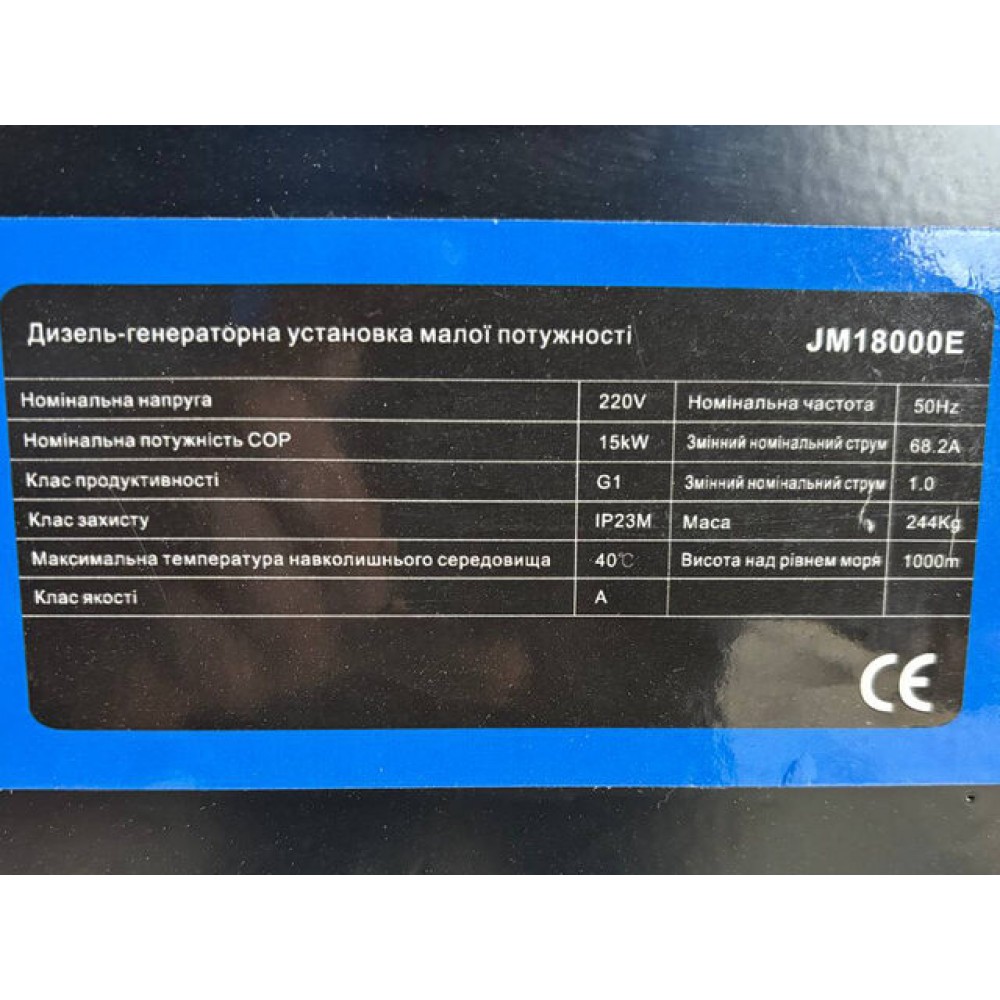 Дизель-генераторна установка малої потужності JM18000E
Номінальна напруга 220V Номінальна частота 50Hz
Номінальна потужність COP 15kW Змінний номінальний струм 68.2A
Клас продуктивності G1 Змінний номінальний струм 1.0
Клас захисту IP23M Маса 244Kg
Максимальна температура навколишнього середовища 40℃ Висота над рівнем моря 1000m
Клас якості A
CE